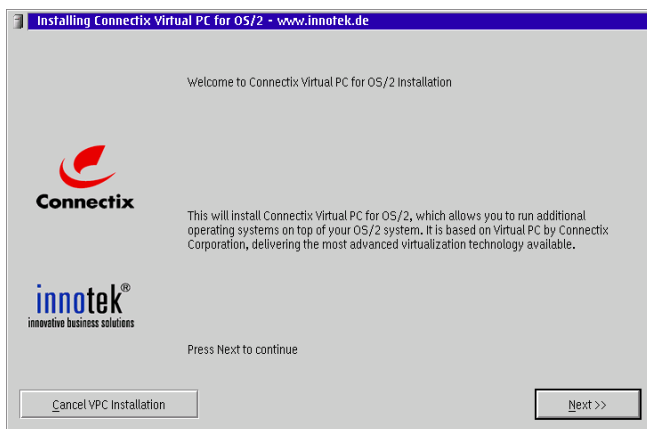 Installing Connectix Virtual PC for OS/2 - www.innotek.de
Welcome to Connectix Virtual PC for OS/2 Installation
Connectix
This will install Connectix Virtual PC for OS/2, which allows you to run additional
operating systems on top of your OS/2 system. It is based on Virtual PC by Connectix
Corporation, delivering the most advanced virtualization technology available.
innotek®
innovative business solutions
Press Next to continue
Cancel VPC Installation
Next >>